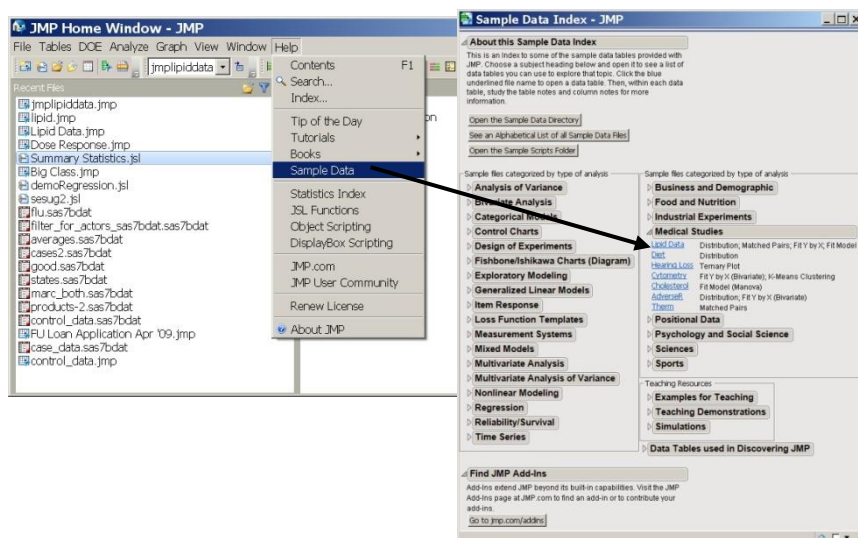 JMP Home Window - JMP
File Tables DOE Analyze Graph View Window Help
jmplipiddata
Recent Files
jmplipiddata.jmp
lipid.jmp
Lipid Data.jmp
Dose Response.jmp
Summary Statistics.jsl
Big Class.jmp
demoRegression.jsl
sesug2.jsl
flu.sas7bdat
filter_for_actors_sas7bdat.sas7bdat
averages.sas7bdat
cases2.sas7bdat
good.sas7bdat
states.sas7bdat
marc_both.sas7bdat
products-2.sas7bdat
control_data.sas7bdat
FU Loan Application Apr '09.jmp
case_data.sas7bdat
control_data.jmp
Contents F1
Search...
Index...
Tip of the Day
Tutorials
Books
Sample Data
Statistics Index
JSL Functions
Object Scripting
DisplayBox Scripting
JMP.com
JMP User Community
Renew License
About JMP
on
Sample Data Index - JMP
About this Sample Data Index
This is an index to some of the sample data tables provided with
JMP. Choose a subject heading below and open it to see a list of
data tables you can use to explore that topic. Click the blue
underlined file name to open a data table. Then, within each data
table, study the table notes and column notes for more
information.
Open the Sample Data Directory
See an Alphabetical List of all Sample Data Files
Open the Sample Scripts Folder
Sample files categorized by type of analysis
Analysis of Variance
Bivariate Analysis
Categorical Models
Control Charts
Design of Experiments
Fishbone/Ishikawa Charts (Diagram)
Exploratory Modeling
Generalized Linear Models
Item Response
Loss Function Templates
Measurement Systems
Mixed Models
Multivariate Analysis
Multivariate Analysis of Variance
Nonlinear Modeling
Regression
Reliability/Survival
Time Series
Sample files categorized by type of analysis
Business and Demographic
Food and Nutrition
Industrial Experiments
Medical Studies
Lipid Data Distribution; Matched Pairs; Fit Y by X; Fit Model
Diet Distribution
Hearing Loss Ternary Plot
Cytometry Fit Y by X (Bivariate); K-Means Clustering
Cholesterol Fit Model (Manova)
AdverseR Distribution; Fit Y by X (Bivariate)
Therm Matched Pairs
Positional Data
Psychology and Social Science
Sciences
Sports
Teaching Resources
Examples for Teaching
Teaching Demonstrations
Simulations
Data Tables used in Discovering JMP
Find JMP Add-Ins
Add-Ins extend JMP beyond its built-in capabilities. Visit the JMP
Add-Ins page at JMP.com to find an add-in or to contribute your
add-ins.
Go to jmp.com/addins